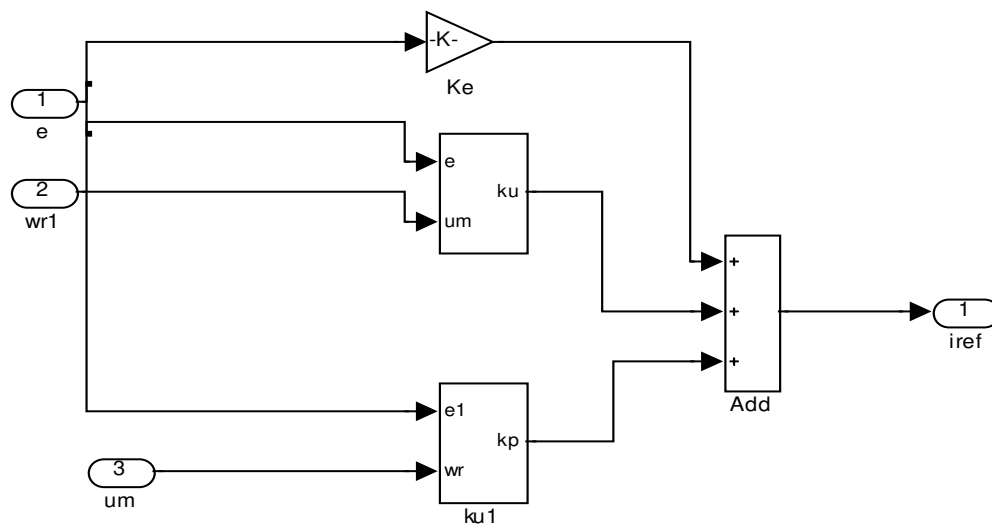 -K-
Ke
1
e
e
ku
um
2
wr1
+
+
+
Add
1
iref
e1
kp
wr
ku1
3
um